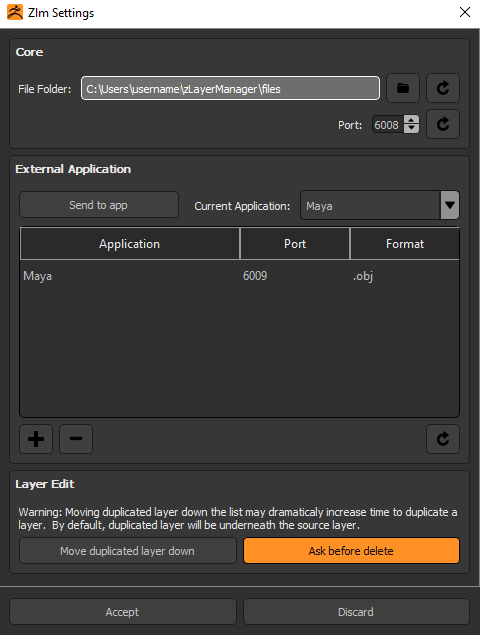 Zlm Settings
Core
File Folder: C:\Users\username\zLayerManager\files
Port: 6008
External Application
Send to app Current Application: Maya
Application Port Format
Maya 6009 .obj
Layer Edit
Warning: Moving duplicated layer down the list may dramaticaly increase time to duplicate a
layer. By default, duplicated layer will be underneath the source layer.
Move duplicated layer down Ask before delete
Accept Discard